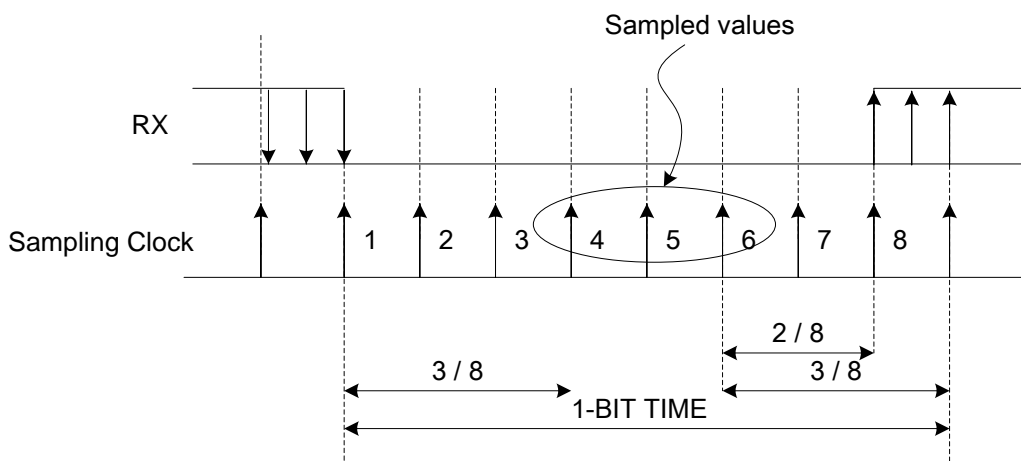 Sampled values
RX
Sampling Clock
1 2 3 4 5 6 7 8
2 / 8
3 / 8 3 / 8
1-BIT TIME